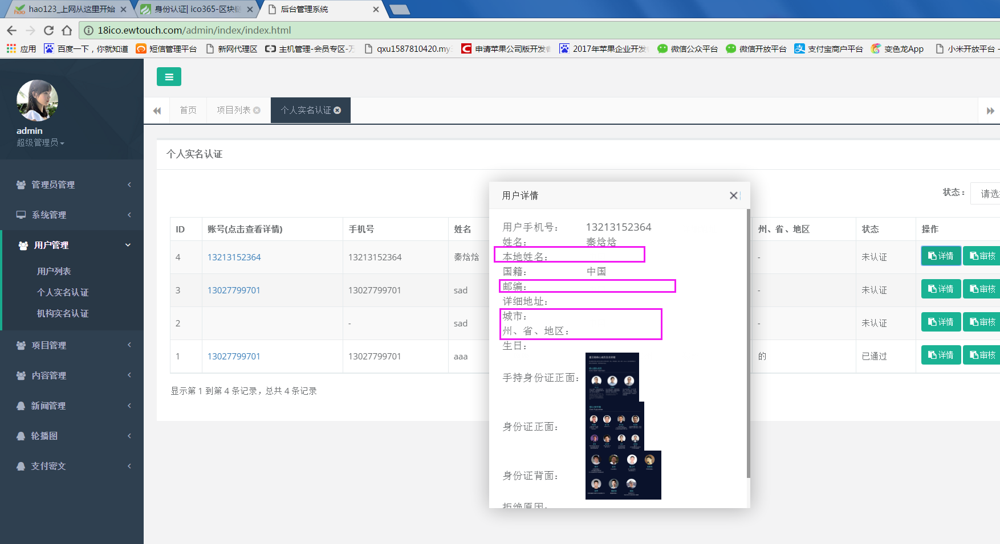 hao123_上网从这里开始
身份认证| ico365-区块链
后台管理系统
18ico.ewtouch.com/admin/index/index.html
应用
百度一下，你就知道
短信管理平台
新网代理区
主机管理-会员专区-万
qxu1587810420.my
申请苹果公司版开发者
2017年苹果企业开发
微信公众平台
微信开放平台
支付宝商户平台
变色龙App
小米开放平台 -
admin
超级管理员
管理员管理
系统管理
用户管理
用户列表
个人实名认证
机构实名认证
项目管理
内容管理
新闻管理
轮播图
支付密文
首页
项目列表
个人实名认证
个人实名认证
状态：
请选
ID 账号(点击查看详情) 手机号 姓名 州、省、地区 状态 操作
4 13213152364 13213152364 秦焓焓 - 未认证 详情 审核
3 13027799701 13027799701 sad - 未认证 详情 审核
2 - sad - 未认证 详情 审核
1 13027799701 13027799701 aaa 的 已通过 详情 审核
显示第 1 到第 4 条记录，总共 4 条记录
用户详情
用户手机号： 13213152364
姓名： 秦焓焓
本地姓名：
国籍： 中国
邮编：
详细地址：
城市：
州、省、地区：
生日：
手持身份证正面：
身份证正面：
身份证背面：
拒绝原因：